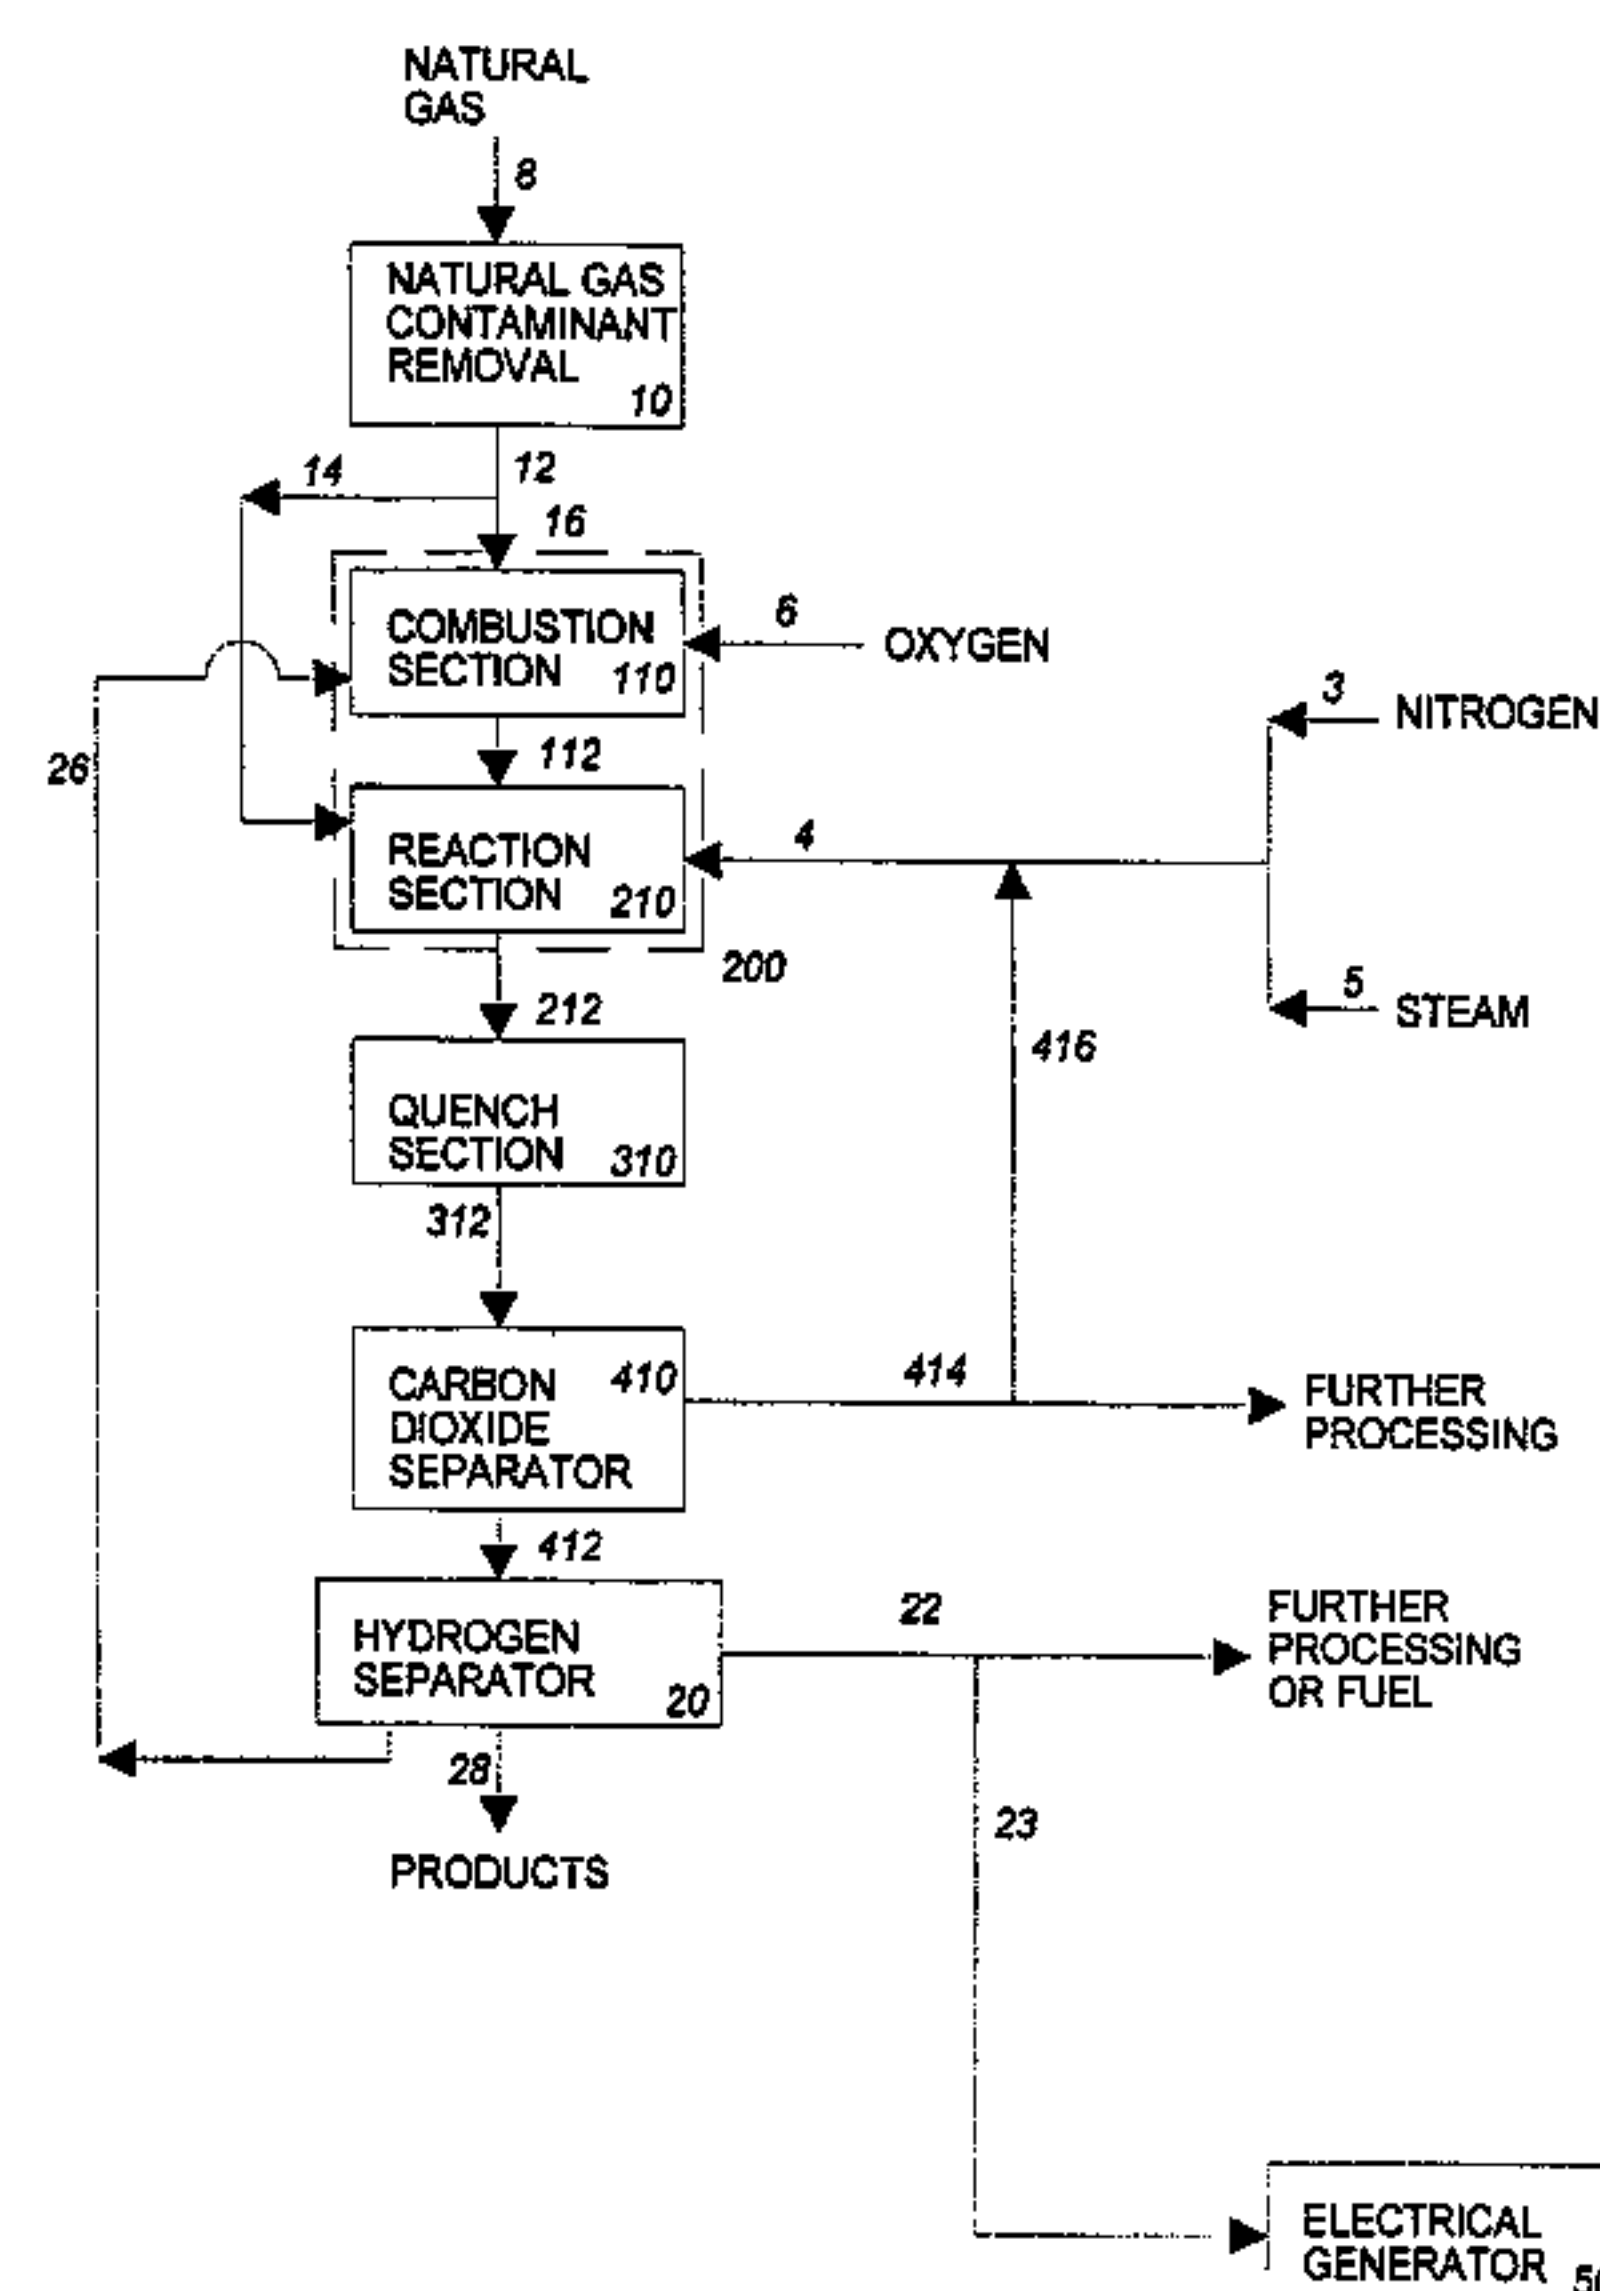 NATURAL
GAS
8
NATURAL GAS
CONTAMINANT
REMOVAL
10
14
12
16
COMBUSTION
SECTION
110
6
OXYGEN
3
NITROGEN
26
112
REACTION
SECTION
210
4
200
5
STEAM
212
416
QUENCH
SECTION
310
312
CARBON
DIOXIDE
SEPARATOR
410
414
FURTHER
PROCESSING
412
HYDROGEN
SEPARATOR
20
22
FURTHER
PROCESSING
OR FUEL
28
23
PRODUCTS
ELECTRICAL
GENERATOR